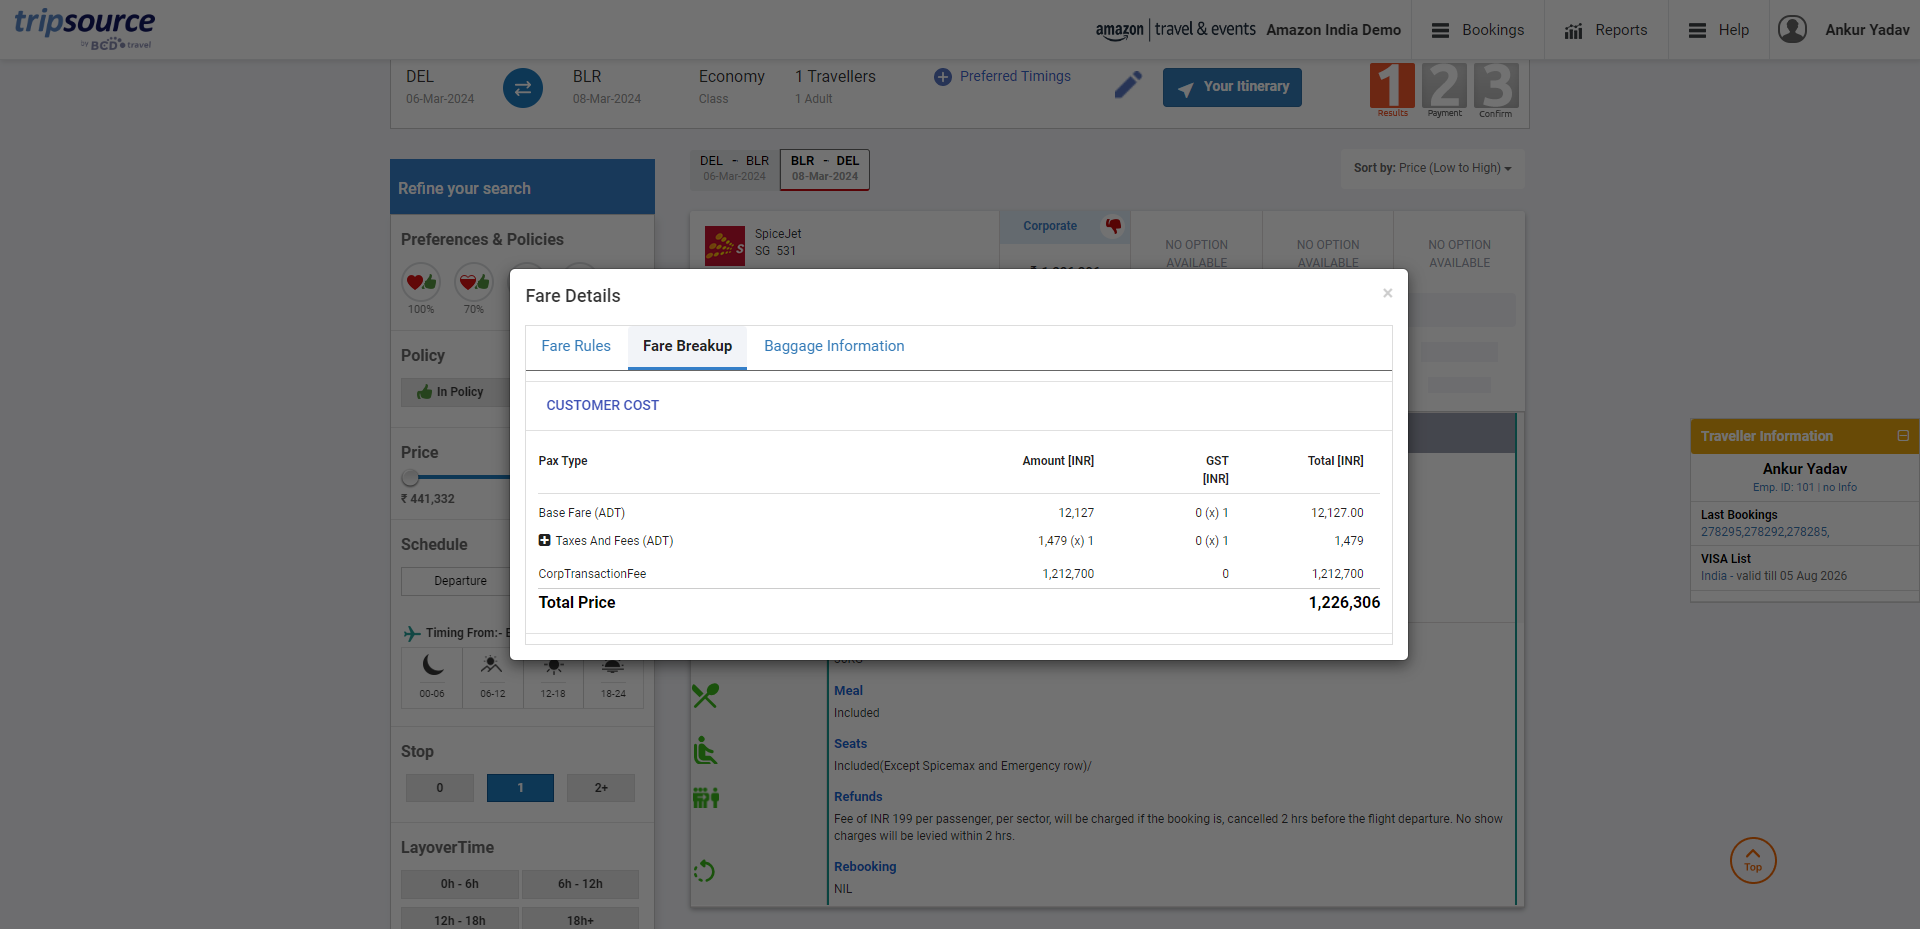 tripsource
by BCD travel
amazon | travel & events Amazon India Demo
Bookings
Reports
Help
Ankur Yadav
DEL
06-Mar-2024
BLR
08-Mar-2024
Economy
Class
1 Travellers
1 Adult
Preferred Timings
Your Itinerary
1 2 3
Results Payment Confirm
DEL - BLR
06-Mar-2024
BLR - DEL
08-Mar-2024
Sort by: Price (Low to High)
Refine your search
Preferences & Policies
100% 70%
Policy
In Policy
Price
₹ 441,332
Schedule
Departure
Timing From:-
00-06 06-12 12-18 18-24
Stop
0 1 2+
LayoverTime
0h - 6h 6h - 12h
12h - 18h 18h+
SpiceJet
SG 531
Corporate
NO OPTION
AVAILABLE
NO OPTION
AVAILABLE
NO OPTION
AVAILABLE
Fare Details
×
Fare Rules Fare Breakup Baggage Information
CUSTOMER COST
Pax Type Amount [INR] GST [INR] Total [INR]
Base Fare (ADT) 12,127 0 (x) 1 12,127.00
Taxes And Fees (ADT) 1,479 (x) 1 0 (x) 1 1,479
CorpTransactionFee 1,212,700 0 1,212,700
Total Price 1,226,306
Meal
Included
Seats
Included(Except Spicemax and Emergency row)/
Refunds
Fee of INR 199 per passenger, per sector, will be charged if the booking is, cancelled 2 hrs before the flight departure. No show
charges will be levied within 2 hrs.
Rebooking
NIL
Traveller Information
Ankur Yadav
Emp. ID: 101 | no Info
Last Bookings
278295,278292,278285,
VISA List
India - valid till 05 Aug 2026
Top